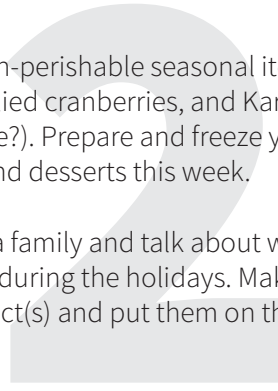 n-perishable seasonal it
ied cranberries, and Kar
e?). Prepare and freeze y
nd desserts this week.
a family and talk about w
during the holidays. Mak
ct(s) and put them on th
2